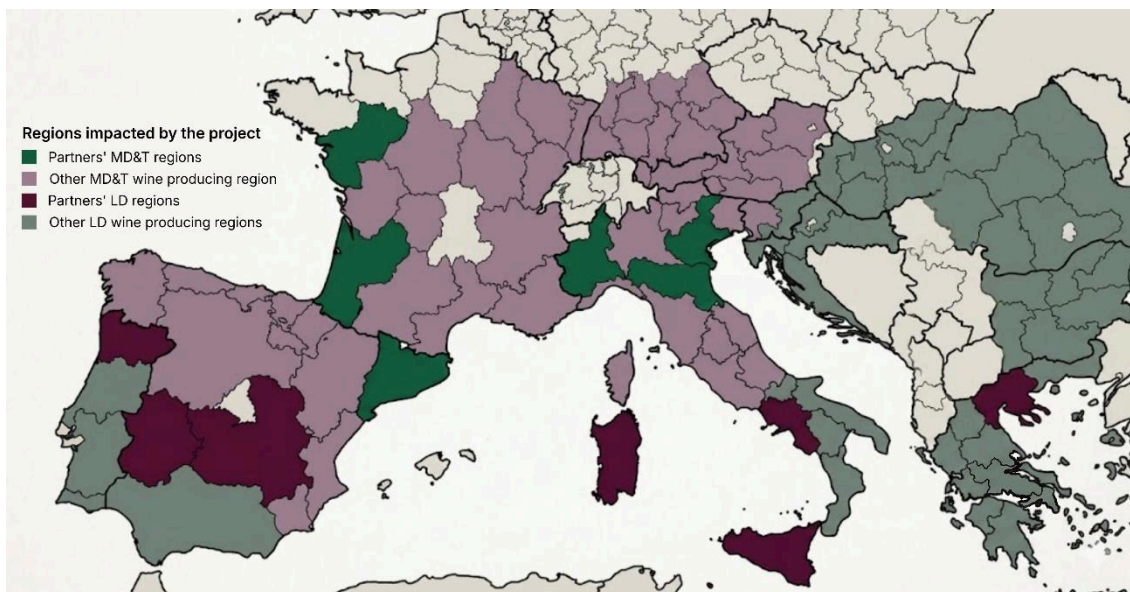 Regions impacted by the project
Partners' MD&T regions
Other MD&T wine producing region
Partners' LD regions
Other LD wine producing regions